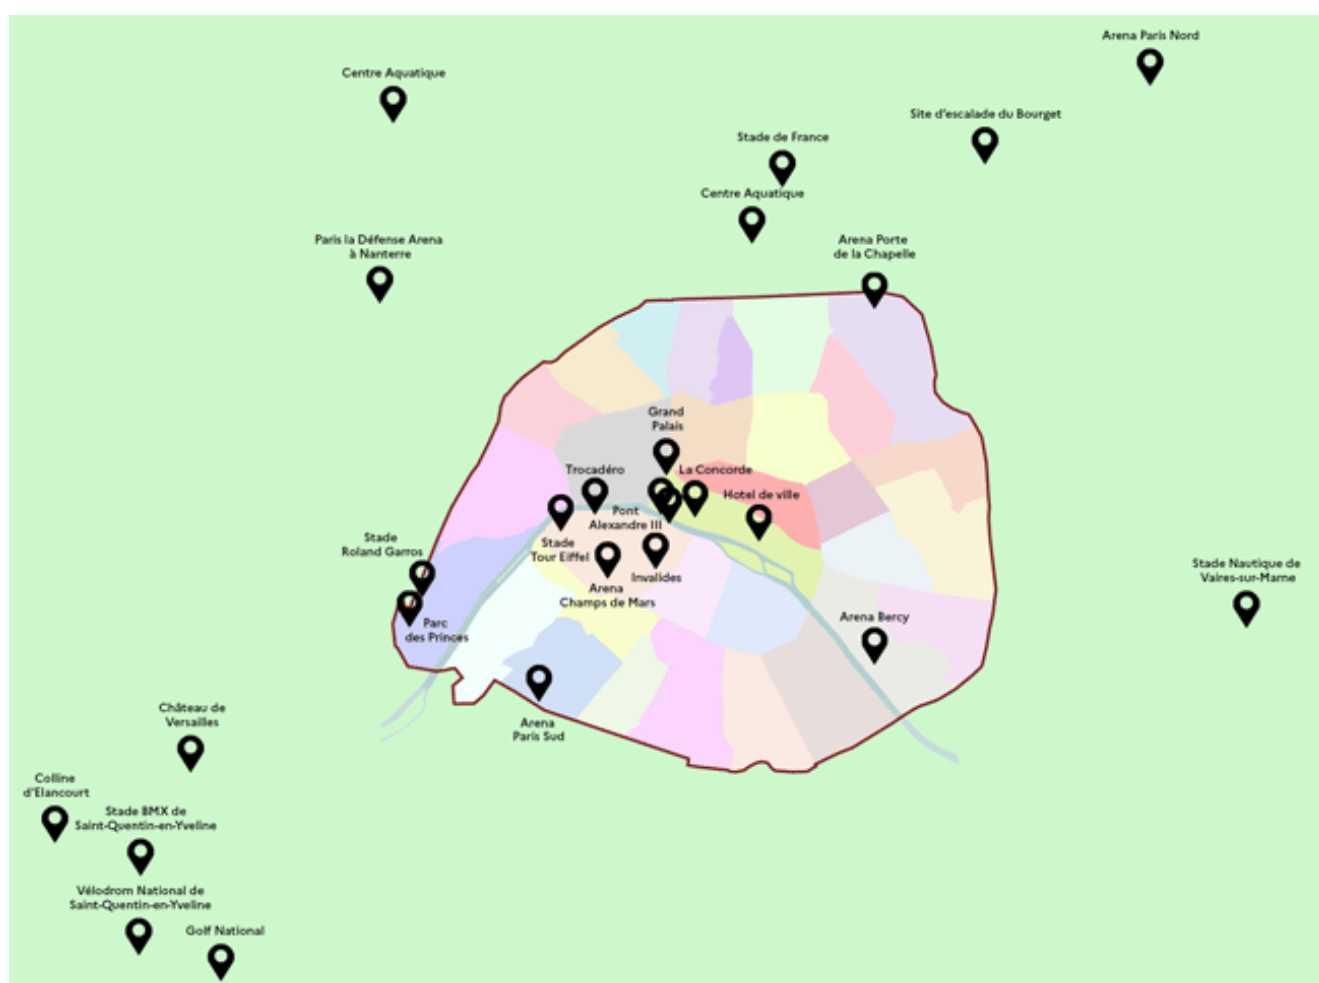 Arena Paris Nord
Centre Aquatique
Site d'escalade du Bourget
Stade de France
Centre Aquatique
Paris la Défense Arena
à Nanterre
Arena Porte
de la Chapelle
Grand
Palais
Trocadéro
La Concorde
Hotel de ville
Pont
Alexandre III
Stade
Roland Garros
Stade
Tour Eiffel
Invalides
Arena
Champs de Mars
Stade Nautique de
Vaires-sur-Marne
Parc
des Princes
Arena Bercy
Arena
Paris Sud
Château de
Versailles
Colline
d'Elancourt
Stade BMX de
Saint-Quentin-en-Yveline
Vélodrom National de
Saint-Quentin-en-Yveline
Golf National